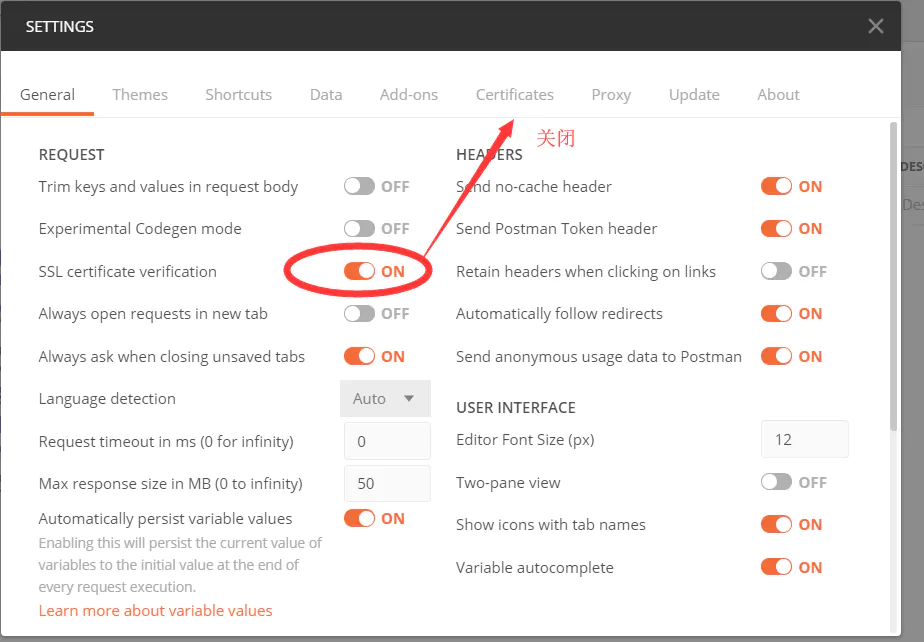 SETTINGS
General Themes Shortcuts Data Add-ons Certificates Proxy Update About
关闭
REQUEST
Trim keys and values in request body OFF
Experimental Codegen mode OFF
SSL certificate verification ON
Always open requests in new tab OFF
Always ask when closing unsaved tabs ON
Language detection Auto
Request timeout in ms (0 for infinity) 0
Max response size in MB (0 to infinity) 50
Automatically persist variable values ON
Enabling this will persist the current value of
variables to the initial value at the end of
every request execution.
Learn more about variable values
HEADERS
Send no-cache header ON
Send Postman Token header ON
Retain headers when clicking on links OFF
Automatically follow redirects ON
Send anonymous usage data to Postman ON
USER INTERFACE
Editor Font Size (px) 12
Two-pane view OFF
Show icons with tab names ON
Variable autocomplete ON
DES
Des